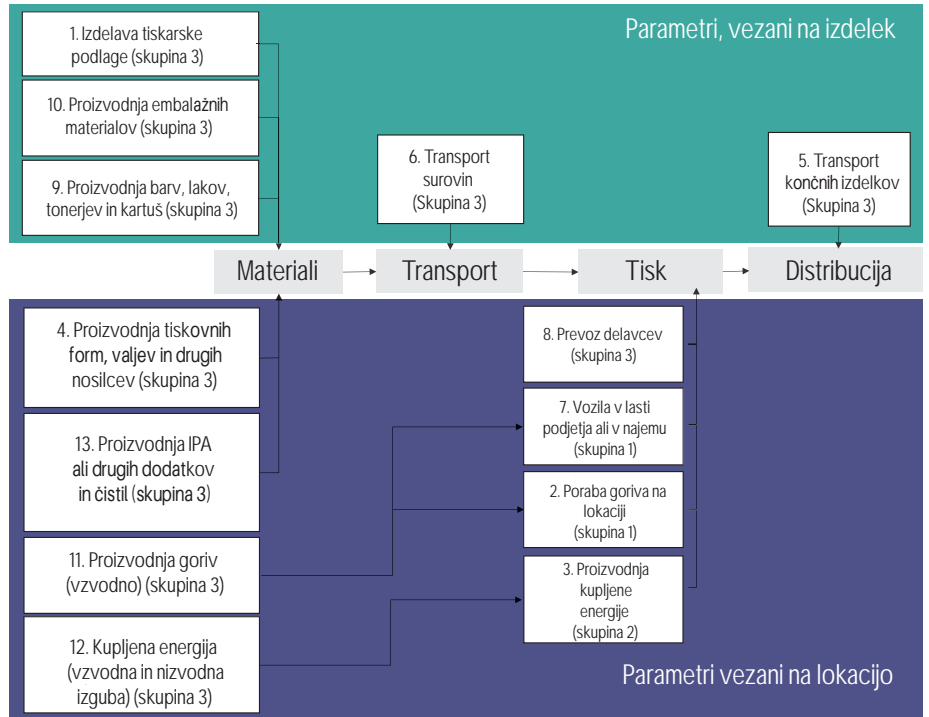 Parametri, vezani na izdelek
1. Izdelava tiskarske
podlage (skupina 3)
10. Proizvodnja embalažnih
materialov (skupina 3)
9. Proizvodnja barv, lakov,
tonerjev in kartuš (skupina 3)
6. Transport
surovin
(Skupina 3)
5. Transport
končnih izdelkov
(Skupina 3)
Materiali
Transport
Tisk
Distribucija
4. Proizvodnja tiskovnih
form, valjev in drugih
nosilcev (skupina 3)
13. Proizvodnja IPA
ali drugih dodatkov
in čistil (skupina 3)
11. Proizvodnja goriv
(vzvodno) (skupina 3)
12. Kupljena energija
(vzvodna in nizvodna
izguba) (skupina 3)
8. Prevoz delavcev
(skupina 3)
7. Vozila v lasti
podjetja ali v najemu
(skupina 1)
2. Poraba goriva na
lokaciji
(skupina 1)
3. Proizvodnja
kupljene
energije
(skupina 2)
Parametri vezani na lokacijo